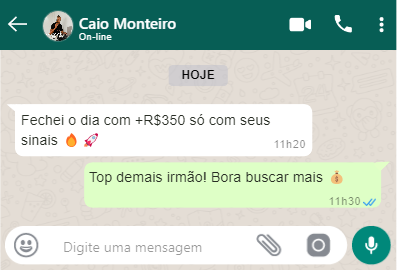 Caio Monteiro
On-line
HOJE
Fechei o dia com +R$350 só com seus
sinais 🔥 🚀
11h20
Top demais irmão! Bora buscar mais 💰
11h30
Digite uma mensagem